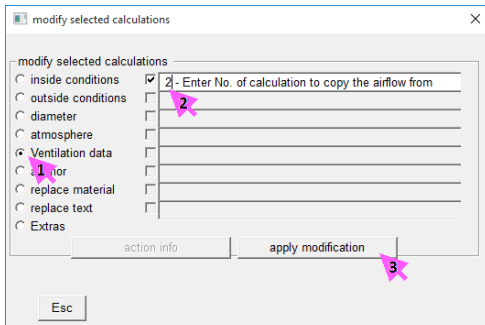 modify selected calculations
modify selected calculations
inside conditions
2 - Enter No. of calculation to copy the airflow from
outside conditions
2
diameter
atmosphere
Ventilation data
1
replace material
replace text
Extras
action info
apply modification
3
Esc